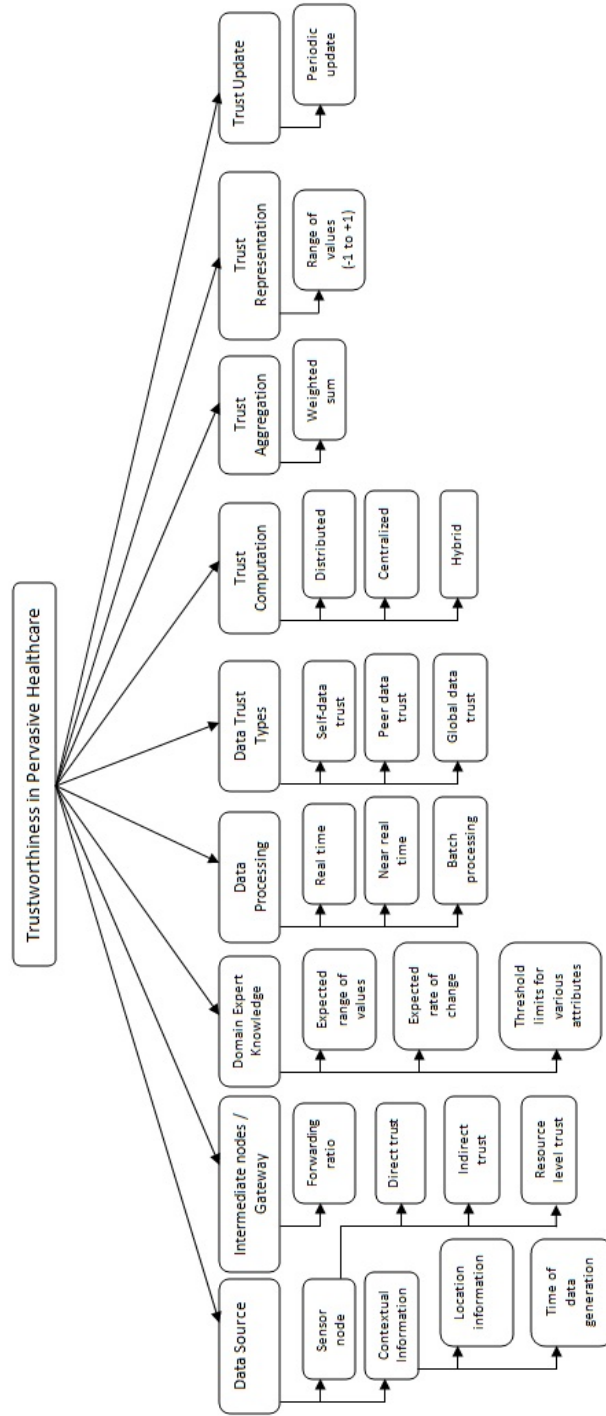 Trustworthiness in Pervasive Healthcare
Data Source
Sensor
node
Contextual
Information
Location
information
Time of
data
generation
Intermediate nodes /
Gateway
Forwarding
ratio
Direct trust
Indirect
trust
Resource
level trust
Domain Expert
Knowledge
Expected
range of
values
Expected
rate of
change
Threshold
limits for
various
attributes
Data
Processing
Real time
Near real
time
Batch
processing
Data Trust
Types
Self-data
trust
Peer data
trust
Global data
trust
Trust
Computation
Distributed
Centralized
Hybrid
Trust
Aggregation
Weighted
sum
Trust
Representation
Range of
values
(-1 to +1)
Trust Update
Periodic
update